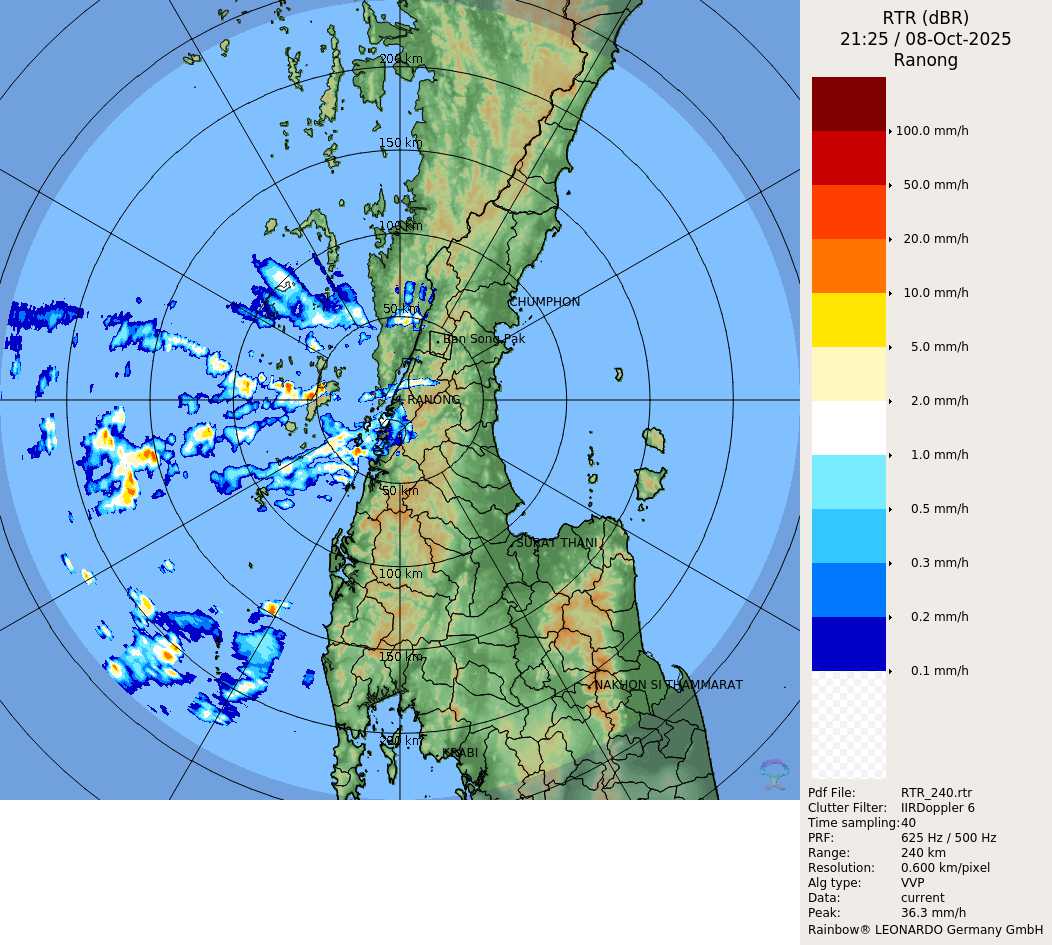 RTR (dBR)
21:25 / 08-Oct-2025
Ranong
200 km
150 km
100 km
50 km
CHUMPHON
Ban Song Pak
RANONG
50 km
SURAT THANI
100 km
150 km
NAKHON SI THAMMARAT
200 km
KRABI
100.0 mm/h
50.0 mm/h
20.0 mm/h
10.0 mm/h
5.0 mm/h
2.0 mm/h
1.0 mm/h
0.5 mm/h
0.3 mm/h
0.2 mm/h
0.1 mm/h
Pdf File: RTR_240.rtr
Clutter Filter: IIRDoppler 6
Time sampling: 40
PRF: 625 Hz / 500 Hz
Range: 240 km
Resolution: 0.600 km/pixel
Alg type: VVP
Data: current
Peak: 36.3 mm/h
Rainbow® LEONARDO Germany GmbH